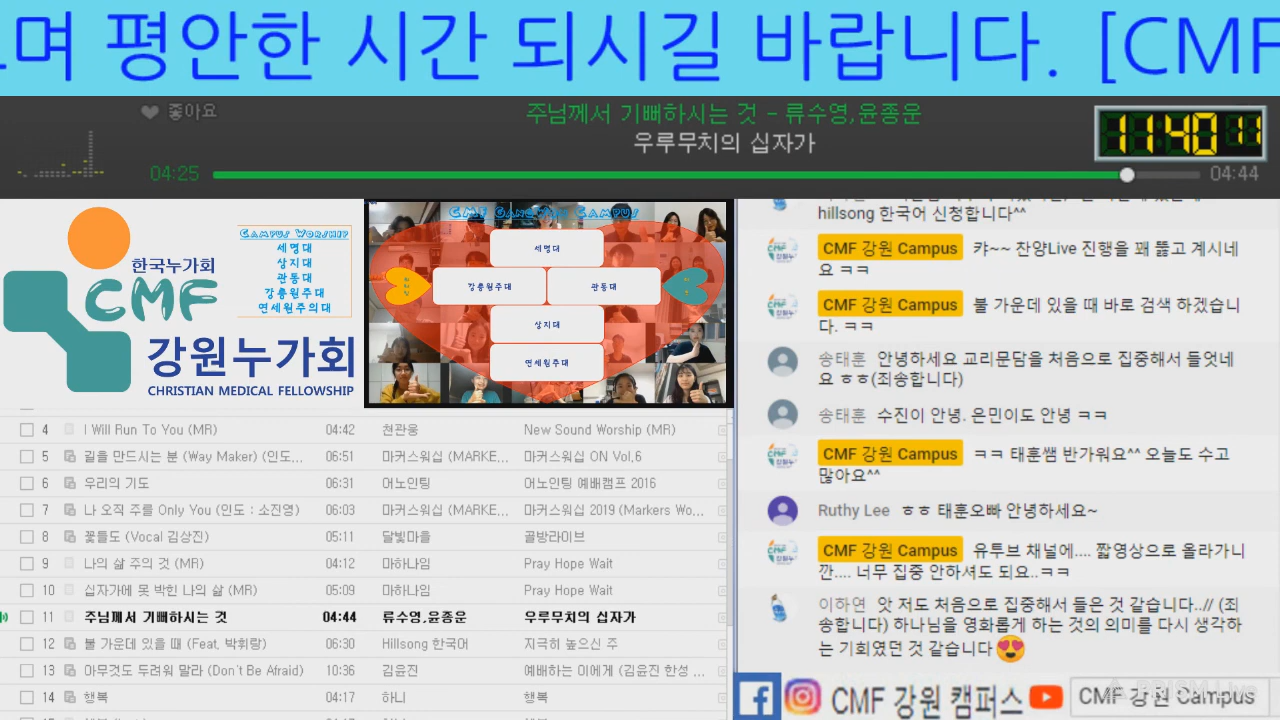 며 평안한 시간 되시길 바랍니다. [CMF
좋아요
주님께서 기뻐하시는 것 - 류수영,윤종운
우루무치의 십자가
04:25
04:44
11:40 11
한국누가회
CMF
강원누가회
CHRISTIAN MEDICAL FELLOWSHIP
Campus Worship
세명대
상지대
관동대
강릉원주대
연세원주의대
CMF GangWon Campus
세명대
강릉원주대
관동대
상지대
연세원주대
4 I Will Run To You (MR) 04:42 천관웅 New Sound Worship (MR)
5 길을 만드시는 분 (Way Maker) (인도... 06:51 마커스워십 (MARKE... 마커스워십 ON Vol,6
6 우리의 기도 06:31 어노인팅 어노인팅 예배캠프 2016
7 나 오직 주를 Only You (인도 : 소진영) 06:03 마커스워십 (MARKE... 마커스워십 2019 (Markers Wo...
8 꽃들도 (Vocal 김상진) 05:11 달빛마을 골방라이브
9 난의 삶 주의 것 (MR) 04:12 마하나임 Pray Hope Wait
10 십자가에 못 박힌 나의 삶 (MR) 05:09 마하나임 Pray Hope Wait
11 주님께서 기뻐하시는 것 04:44 류수영,윤종운 우루무치의 십자가
12 불 가운데 있을 때 (Feat, 박희랑) 06:30 Hillsong 한국어 지극히 높으신 주
13 아무것도 두려워 말라 (Don't Be Afraid) 10:36 김윤진 예배하는 이에게 (김윤진 한성 ...
14 행복 04:17 하니 행복
hillsong 한국어 신청합니다^^
CMF 강원 Campus 캬~~ 찬양Live 진행을 꽤 뚫고 계시네
요 ㅋㅋ
CMF 강원 Campus 불 가운데 있을 때 바로 검색 하겠습니
다. ㅋㅋ
송태훈 안녕하세요 교리문답을 처음으로 집중해서 들엇네
요 ㅎㅎ(죄송합니다)
송태훈 수진이 안녕. 은민이도 안녕 ㅋㅋ
CMF 강원 Campus ㅋㅋ 태훈쌤 반가워요^^ 오늘도 수고
많아요^^
Ruthy Lee ㅎㅎ 태훈오빠 안녕하세요~
CMF 강원 Campus 유투브 채널에.... 짧영상으로 올라가니
깐.... 너무 집중 안하셔도 되요..ㅋㅋ
이하연 앗 저도 처음으로 집중해서 들은 것 같습니다..// (죄
송합니다) 하나님을 영화롭게 하는 것의 의미를 다시 생각하
는 기회였던 것 같습니다😍
CMF 강원 캠퍼스
CMF 강원 Campus
PRISM Live